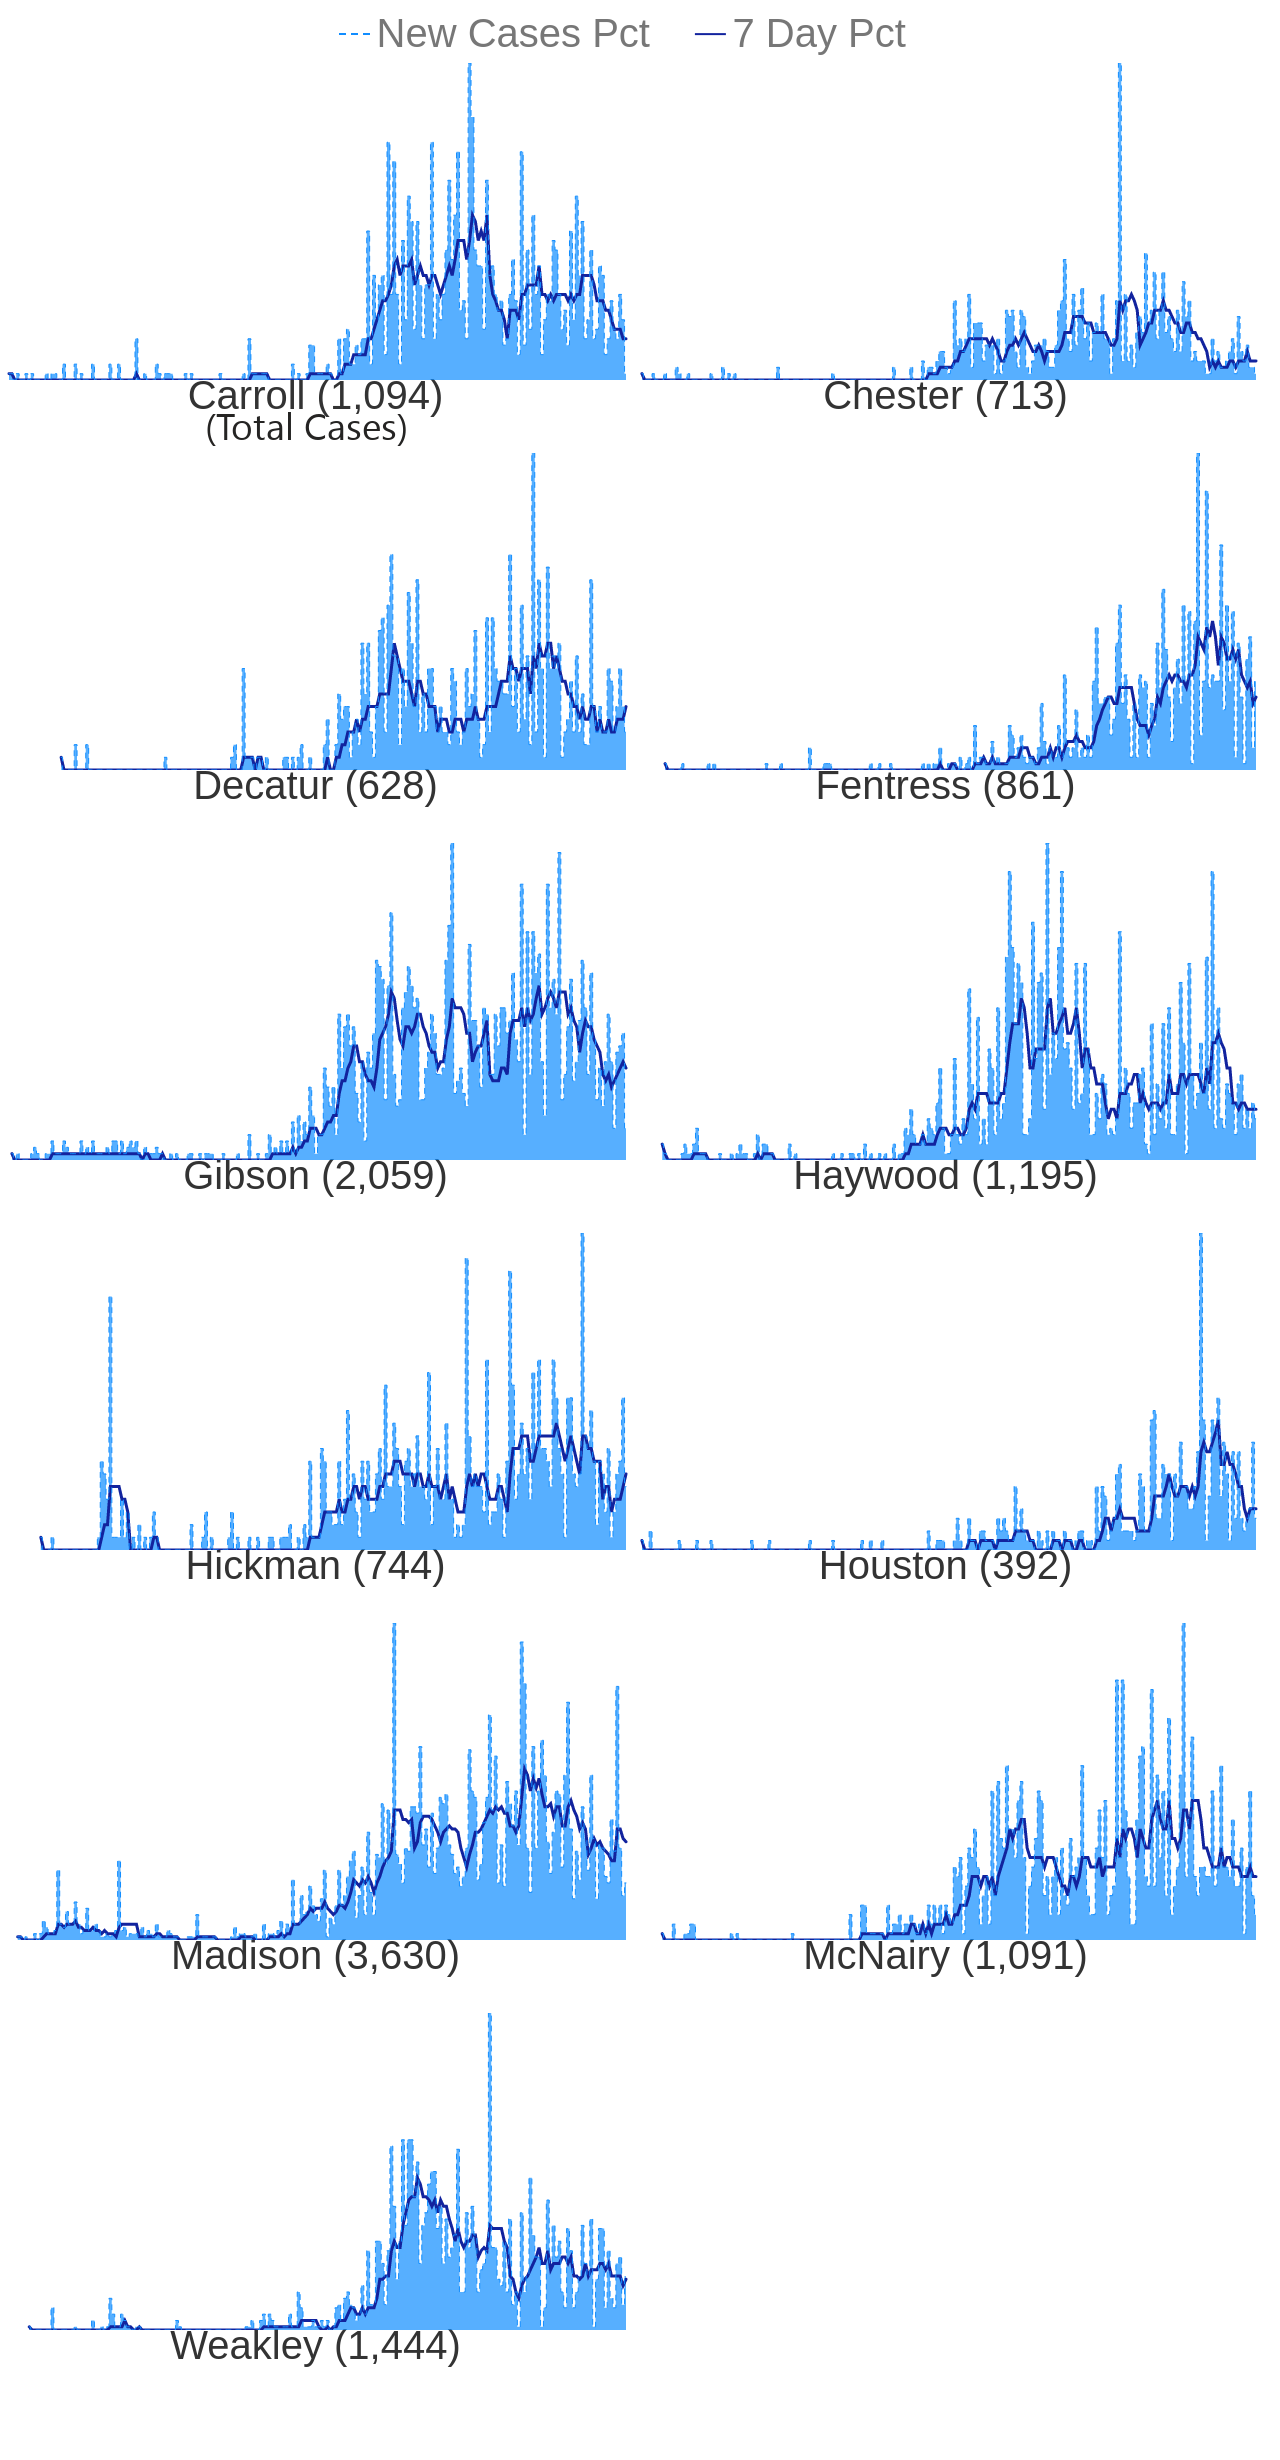 New Cases Pct 7 Day Pct
Carroll (1,094) Chester (713)
(Total Cases)
Decatur (628) Fentress (861)
Gibson (2,059) Haywood (1,195)
Hickman (744) Houston (392)
Madison (3,630) McNairy (1,091)
Weakley (1,444)